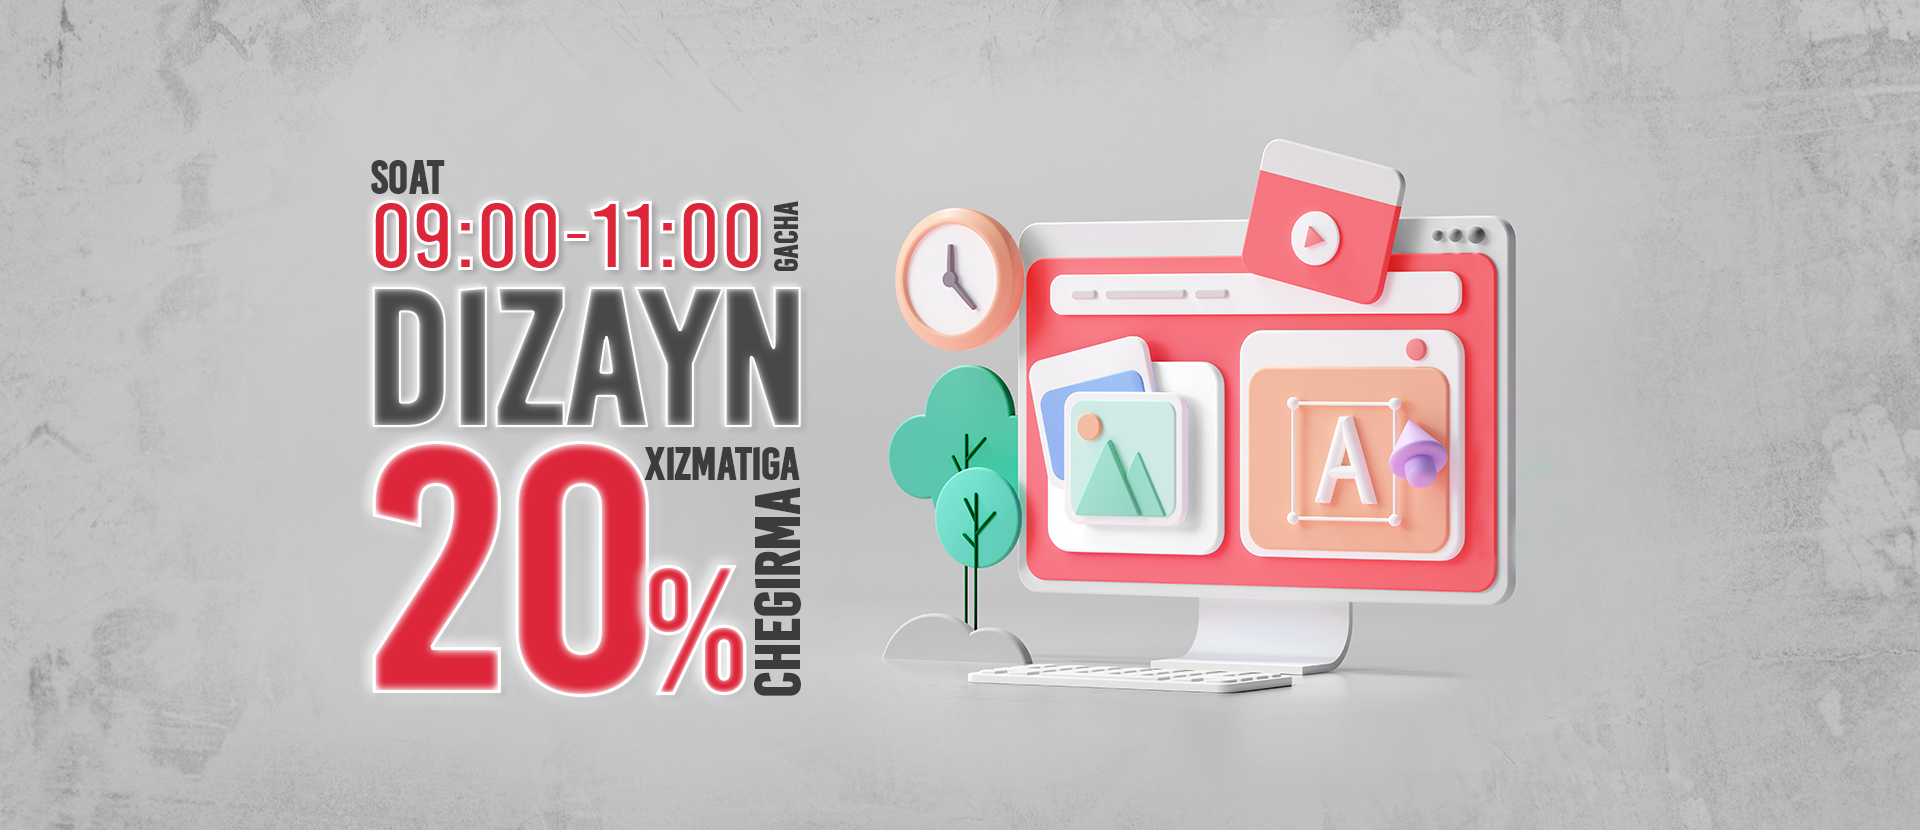 SOAT
09:00-11:00 GACHA
DIZAYN
XIZMATIGA
20% CHEGIRMA
A